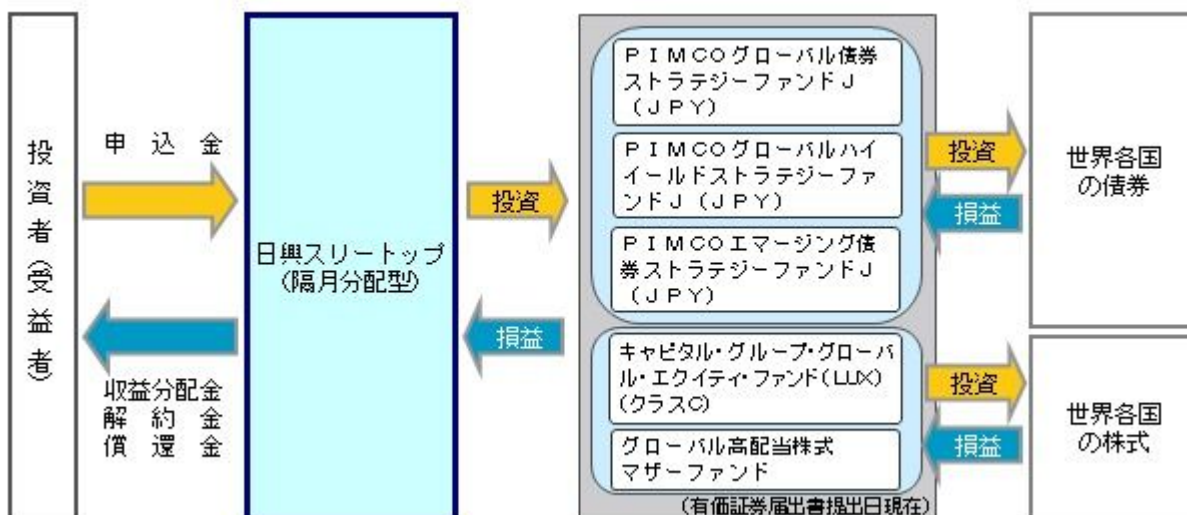 投資者(受益者)
申 込 金
収益分配金
解 約 金
償 還 金
日興スリートップ
(隔月分配型)
投資
損益
PIMCOグローバル債券
ストラテジーファンドJ
(JPY)
PIMCOグローバルハイ
イールドストラテジーファ
ンドJ(JPY)
PIMCOエマージング債
券ストラテジーファンドJ
(JPY)
キャピタル・グループ・グローバ
ル・エクイティ・ファンド(LUX)
(クラスC)
グローバル高配当株式
マザーファンド
(有価証券届出書提出日現在)
投資
損益
世界各国
の債券
投資
損益
世界各国
の株式